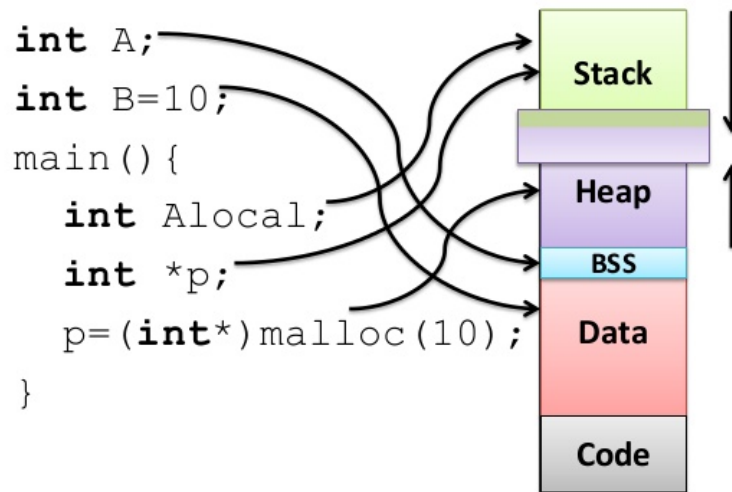 int A;
int B=10;
main(){
int Alocal;
int *p;
p=(int*)malloc(10);
}
Stack
Heap
BSS
Data
Code